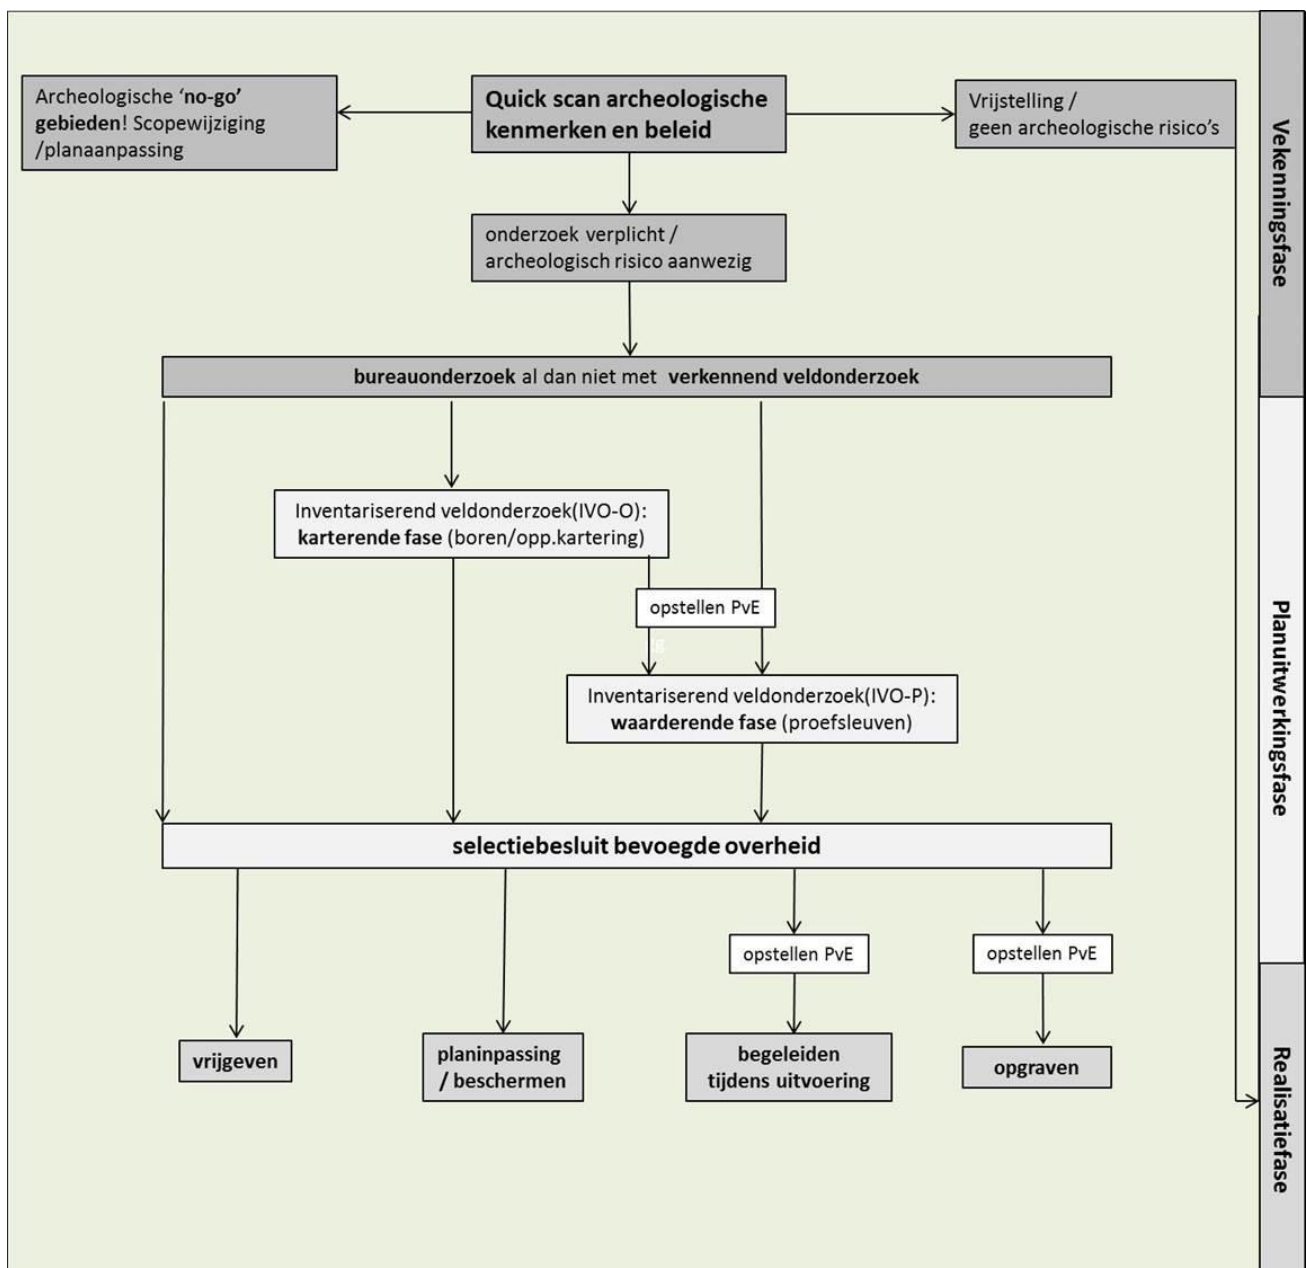 Archeologische ‘no-go’
gebieden! Scopewijziging
/planaanpassing
Quick scan archeologische
kenmerken en beleid
Vrijstelling /
geen archeologische risico’s
onderzoek verplicht /
archeologisch risico aanwezig
bureauonderzoek al dan niet met verkennend veldonderzoek
Inventariserend veldonderzoek(IVO-O):
karterende fase (boren/opp.kartering)
opstellen PvE
Inventariserend veldonderzoek(IVO-P):
waarderende fase (proefsleuven)
selectiebesluit bevoegde overheid
opstellen PvE
opstellen PvE
vrijgeven
planinpassing
/ beschermen
begeleiden
tijdens uitvoering
opgraven
Vekenningsfase
Planuitwerkingsfase
Realisatiefase